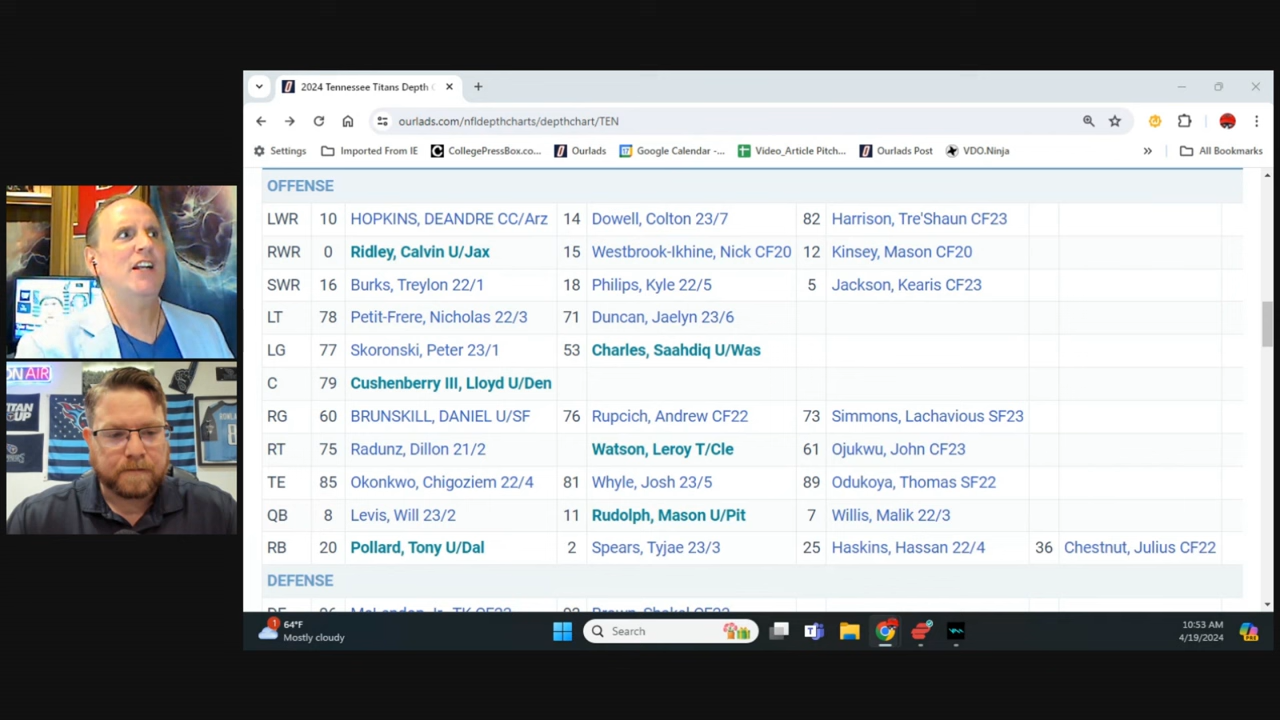 2024 Tennessee Titans Depth
ourlads.com/nfldepthcharts/depthchart/TEN
Settings Imported From IE CollegePressBox.co... Ourlads Google Calendar -... Video_Article Pitch... Ourlads Post VDO.Ninja » All Bookmarks
OFFENSE
LWR 10 HOPKINS, DEANDRE CC/Arz 14 Dowell, Colton 23/7 82 Harrison, Tre'Shaun CF23
RWR 0 Ridley, Calvin U/Jax 15 Westbrook-Ikhine, Nick CF20 12 Kinsey, Mason CF20
SWR 16 Burks, Treylon 22/1 18 Philips, Kyle 22/5 5 Jackson, Kearis CF23
LT 78 Petit-Frere, Nicholas 22/3 71 Duncan, Jaelyn 23/6
LG 77 Skoronski, Peter 23/1 53 Charles, Saahdiq U/Was
C 79 Cushenberry III, Lloyd U/Den
RG 60 BRUNSKILL, DANIEL U/SF 76 Rupcich, Andrew CF22 73 Simmons, Lachavious SF23
RT 75 Radunz, Dillon 21/2 Watson, Leroy T/Cle 61 Ojukwu, John CF23
TE 85 Okonkwo, Chigoziem 22/4 81 Whyle, Josh 23/5 89 Odukoya, Thomas SF22
QB 8 Levis, Will 23/2 11 Rudolph, Mason U/Pit 7 Willis, Malik 22/3
RB 20 Pollard, Tony U/Dal 2 Spears, Tyjae 23/3 25 Haskins, Hassan 22/4 36 Chestnut, Julius CF22
DEFENSE
ON AIR
TITAN
UP
1
64°F
Mostly cloudy
Search
10:53 AM
4/19/2024